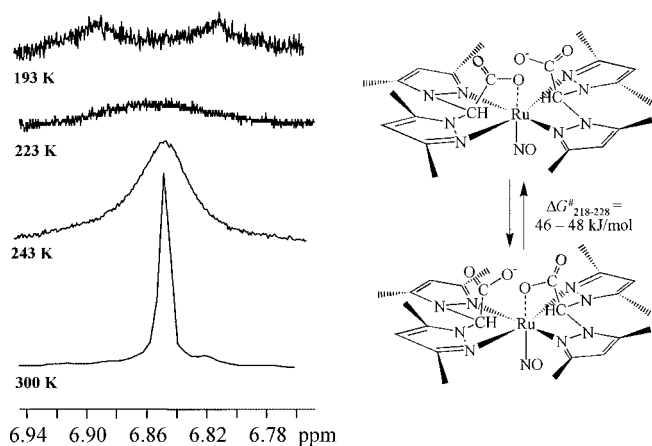 193 K
223 K
243 K
300 K
6.94 6.90 6.86 6.82 6.78 ppm
O
O⁻
C
O
C
O
N
N
CH
HC
N
N
Ru
N
N
N
N
NO
ΔG#218-228 =
46 – 48 kJ/mol
O
O⁻
C
O
C
O
N
N
CH
HC
N
N
Ru
N
N
N
N
NO